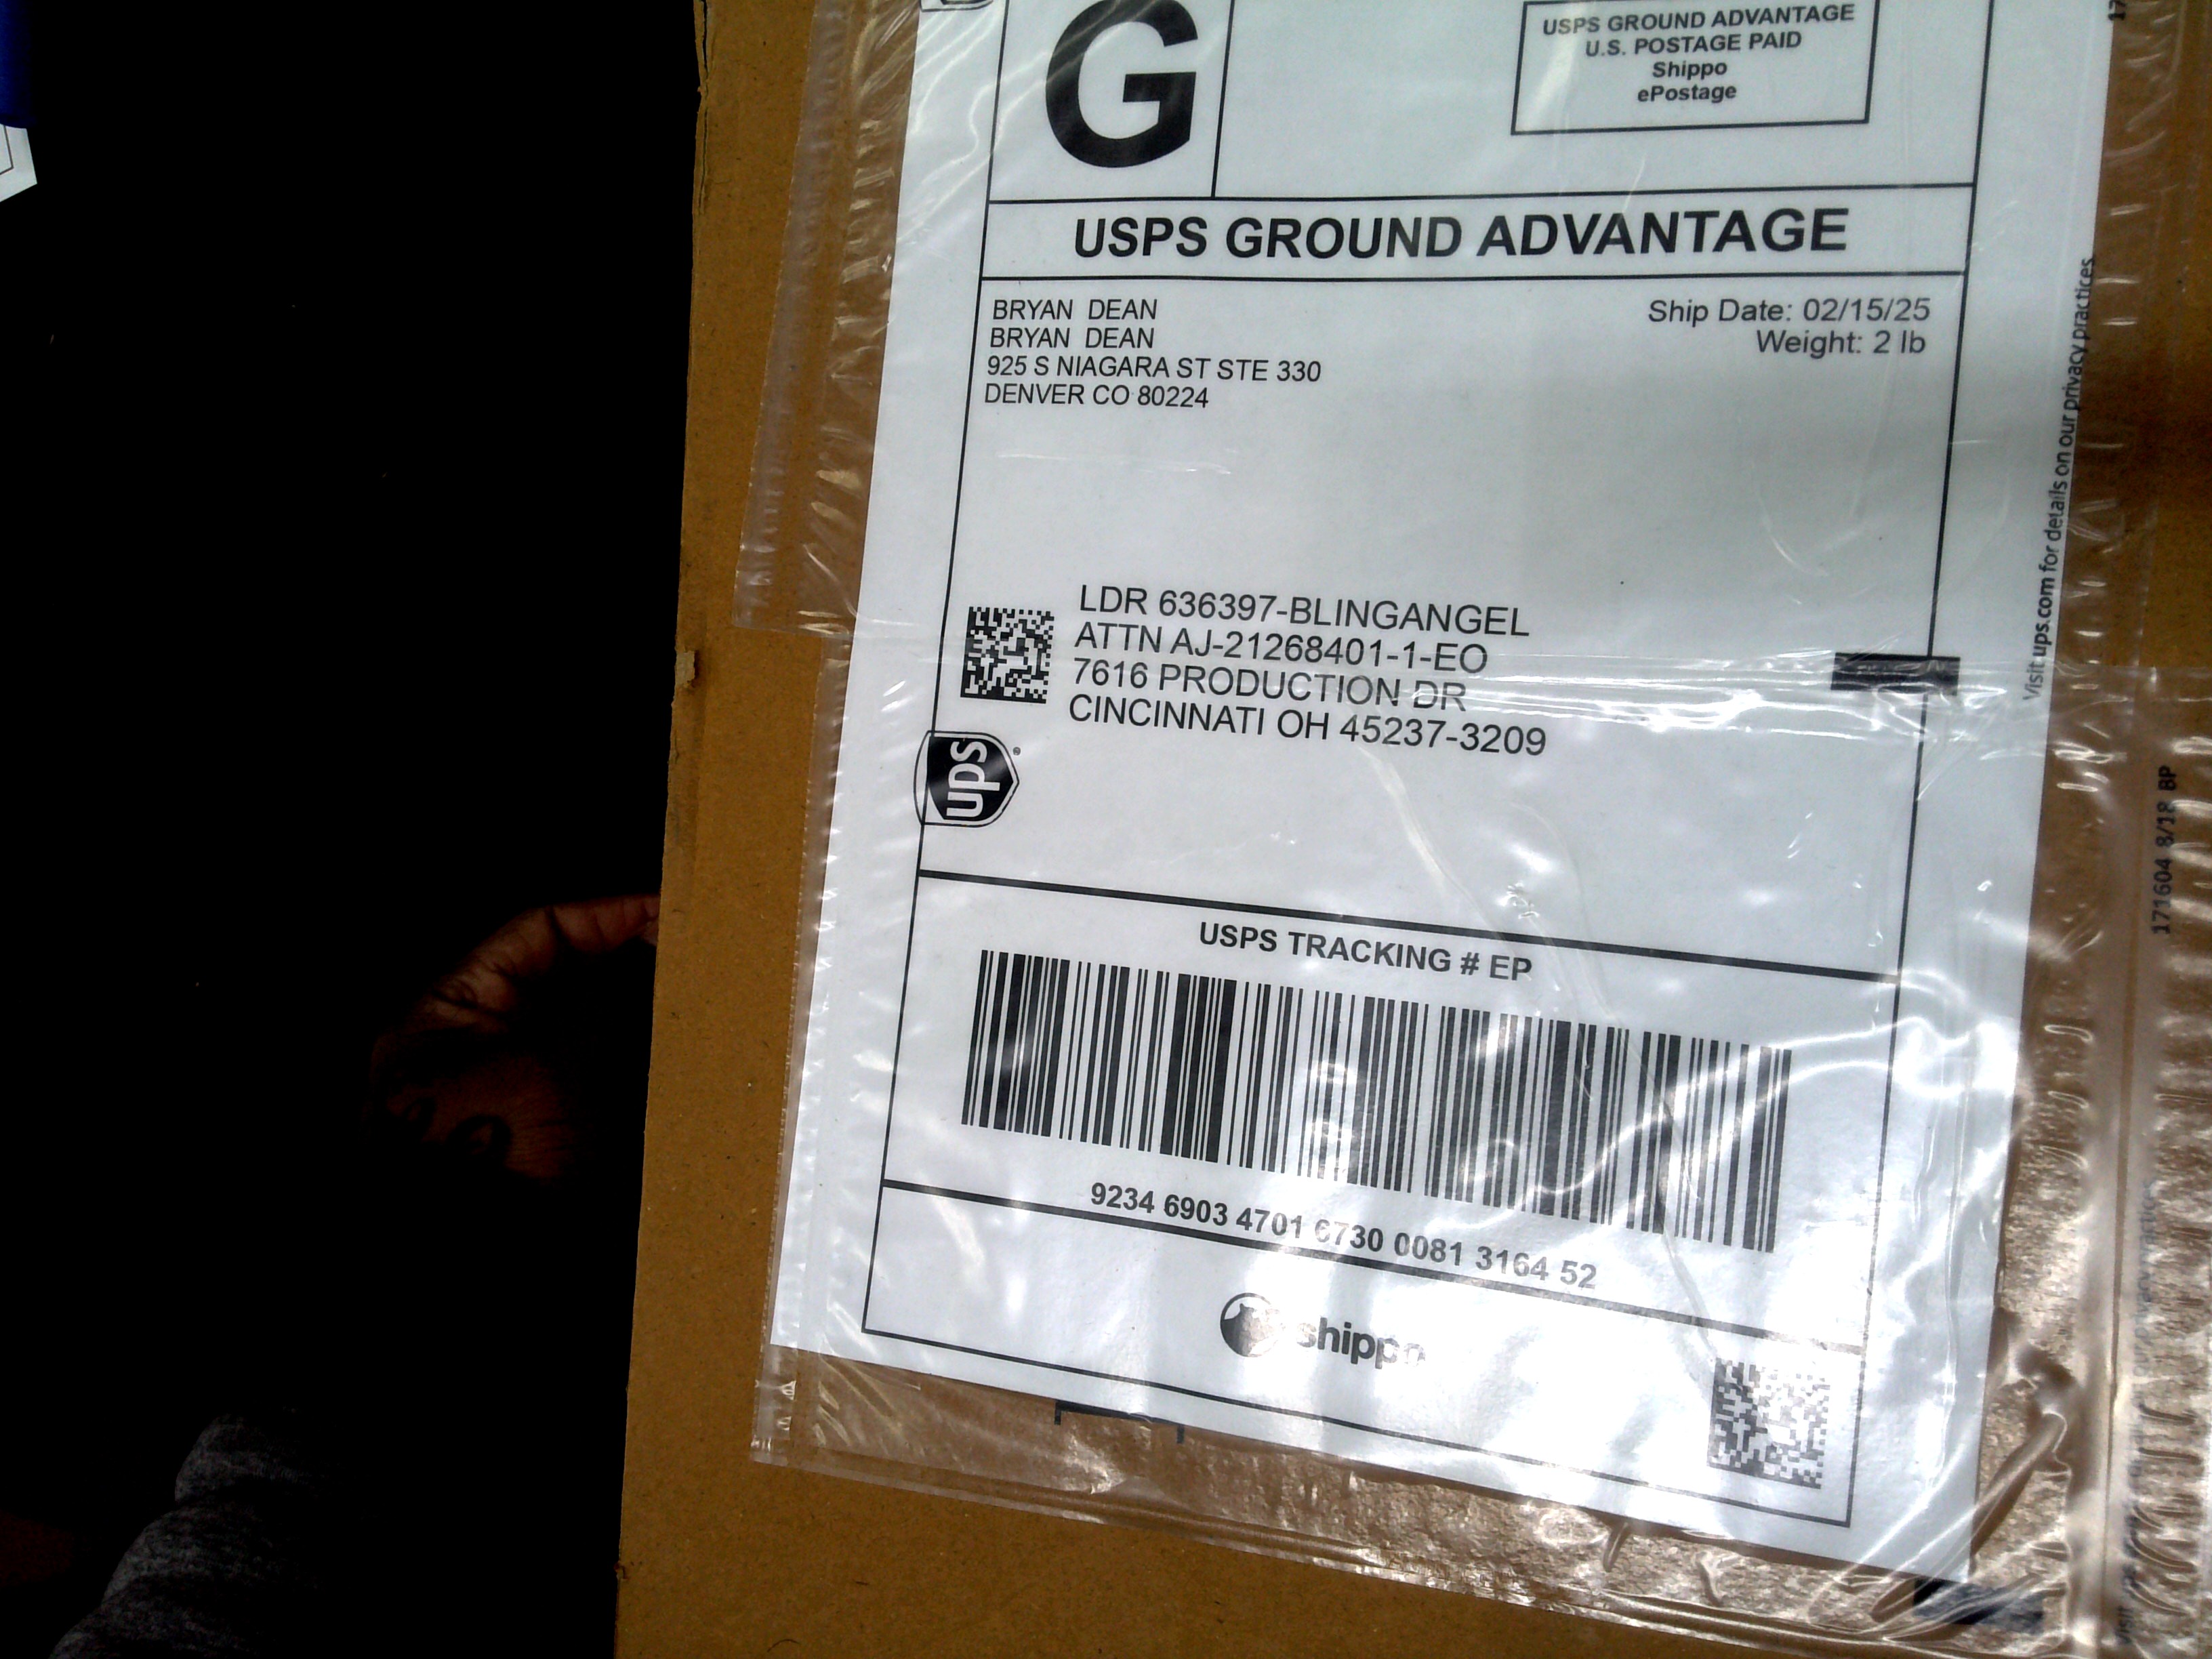 G
USPS GROUND ADVANTAGE
U.S. POSTAGE PAID
Shippo
ePostage
USPS GROUND ADVANTAGE
BRYAN DEAN
BRYAN DEAN
925 S NIAGARA ST STE 330
DENVER CO 80224
Ship Date: 02/15/25
Weight: 2 lb
LDR 636397-BLINGANGEL
ATTN AJ-21268401-1-EO
7616 PRODUCTION DR
CINCINNATI OH 45237-3209
ups
USPS TRACKING # EP
9234 6903 4701 6730 0081 3164 52
shippo
Visit ups.com for details on our privacy practices
171604 8/18 BP
17